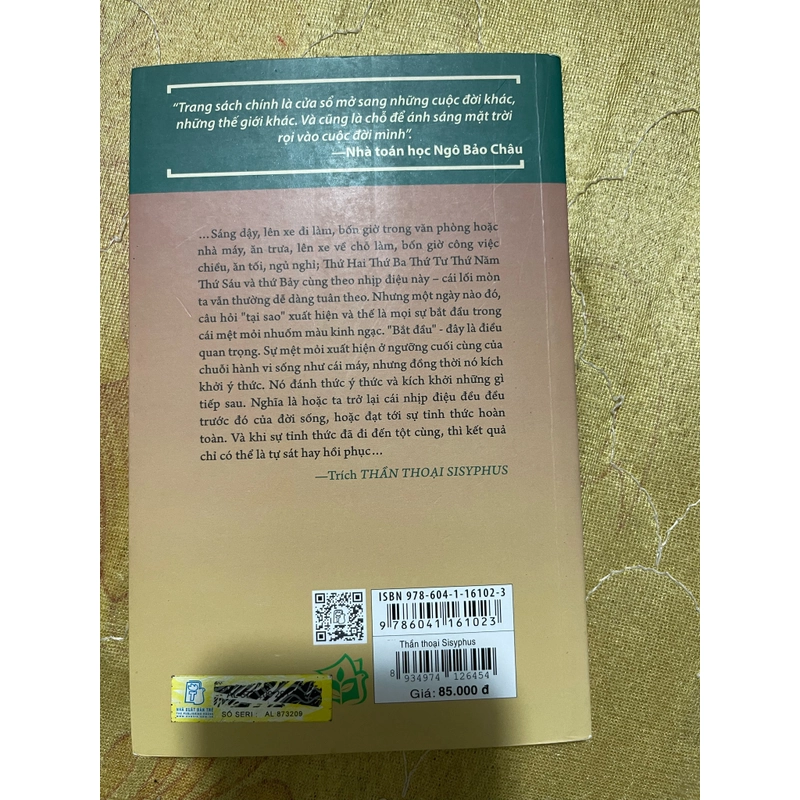 “Trang sách chính là cửa sổ mở sang những cuộc đời khác,
những thế giới khác. Và cũng là chỗ để ánh sáng mặt trời
rọi vào cuộc đời mình”.
—Nhà toán học Ngô Bảo Châu
...Sáng dậy, lên xe đi làm, bốn giờ trong văn phòng hoặc
nhà máy, ăn trưa, lên xe về chỗ làm, bốn giờ công việc
chiều, ăn tối, ngủ nghỉ; Thứ Hai Thứ Ba Thứ Tư Thứ Năm
Thứ Sáu và thứ Bảy cùng theo nhịp điệu này – cái lối mòn
ta vẫn thường dễ dàng tuân theo. Nhưng một ngày nào đó,
câu hỏi "tại sao" xuất hiện và thế là mọi sự bắt đầu trong
cái mệt mỏi nhuốm màu kinh ngạc. "Bắt đầu" - đây là điều
quan trọng. Sự mệt mỏi xuất hiện ở ngưỡng cuối cùng của
chuỗi hành vi sống như cái máy, nhưng đồng thời nó kích
khởi ý thức. Nó đánh thức ý thức và kích khởi những gì
tiếp sau. Nghĩa là hoặc ta trở lại cái nhịp điệu đều đều
trước đó của đời sống, hoặc đạt tới sự tỉnh thức hoàn
toàn. Và khi sự tỉnh thức đã đi đến tột cùng, thì kết quả
chỉ có thể là tự sát hay hồi phục...
—Trích THẦN THOẠI SISYPHUS
ISBN 978-604-1-16102-3
9 786041 161023
Thần thoại Sisyphus
8 934974 126454
Giá: 85.000 đ
NHÀ XUẤT BẢN TRẺ
SỐ SERI : AL 873209